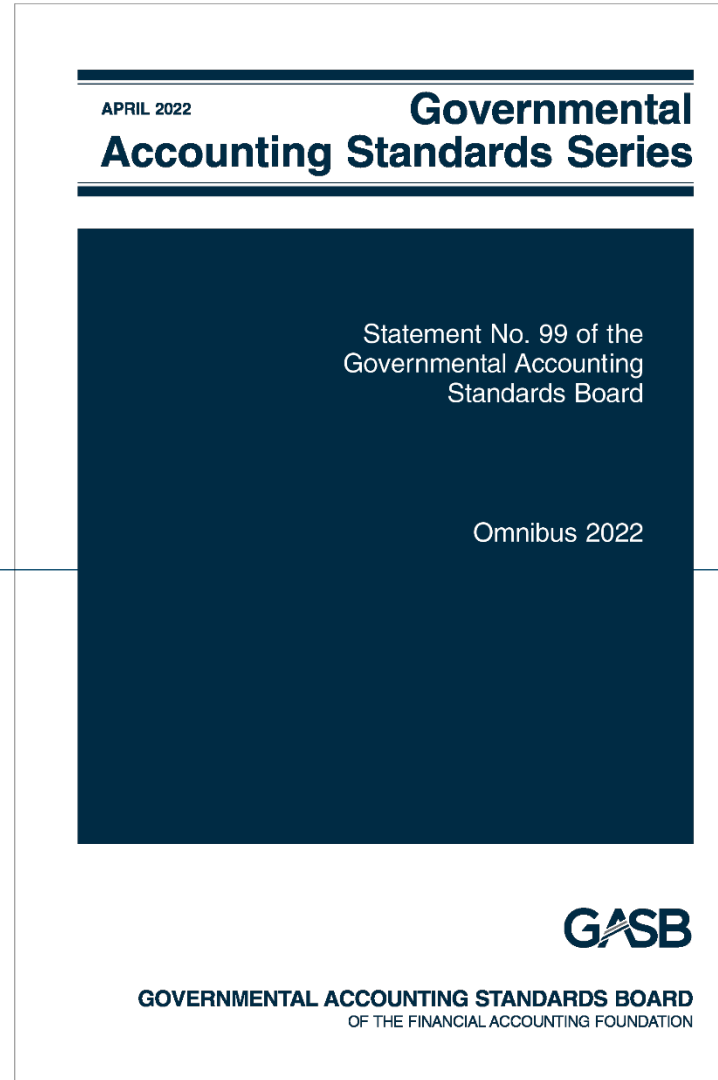 APRIL 2022
Governmental
Accounting Standards Series
Statement No. 99 of the
Governmental Accounting
Standards Board
Omnibus 2022
GASB
GOVERNMENTAL ACCOUNTING STANDARDS BOARD
OF THE FINANCIAL ACCOUNTING FOUNDATION